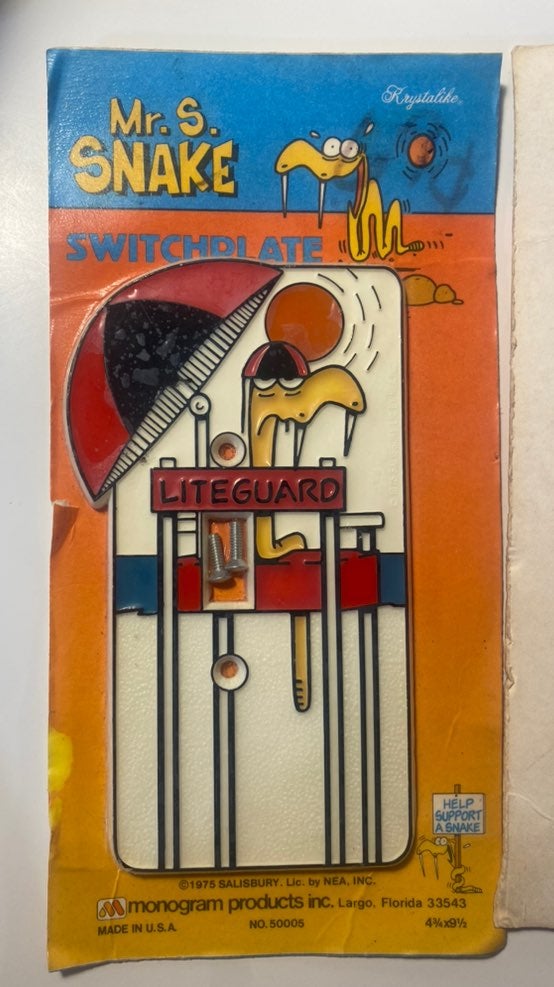 Krystalike
Mr. S.
SNAKE
SWITCHPLATE
LITEGUARD
HELP
SUPPORT
A SNAKE
©1975 SALISBURY. Lic. by NEA, INC.
monogram products inc. Largo, Florida 33543
MADE IN U.S.A. NO. 50005 4¾x9½